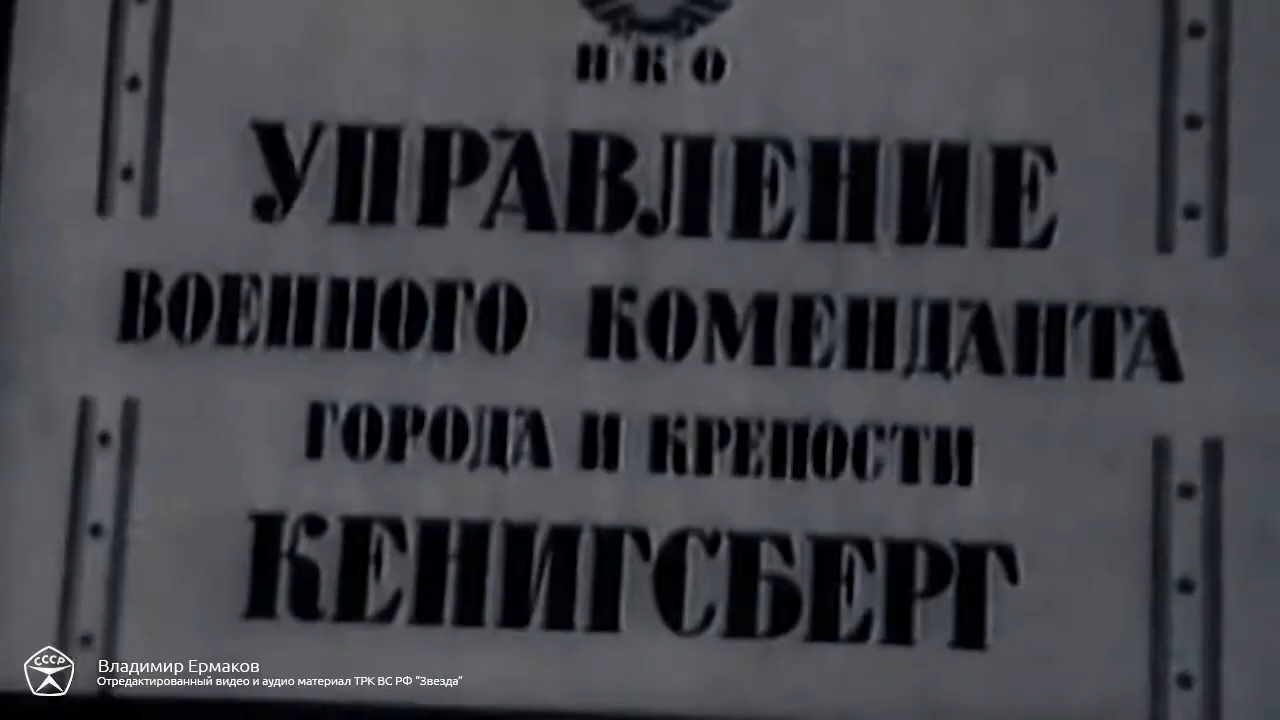 НКО
УПРАВЛЕНИЕ
ВОЕННОГО КОМЕНДАНТА
ГОРОДА И КРЕПОСТИ
КЕНИГСБЕРГ
СССР
Владимир Ермаков
Отредактированный видео и аудио материал ТРК ВС РФ "Звезда"